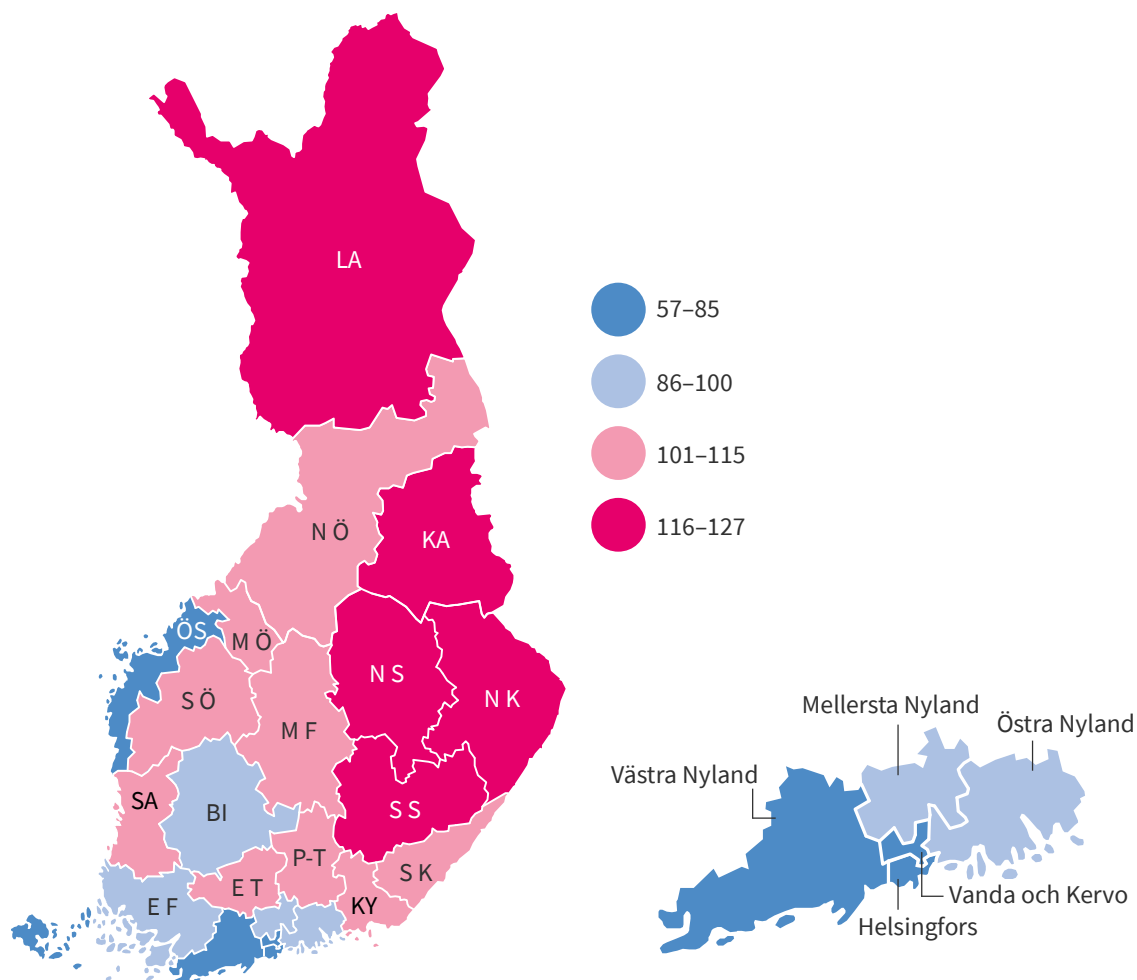 LA
57–85
86–100
101–115
116–127
N Ö
KA
ÖS
M Ö
N S
N K
S Ö
M F
SA
BI
S S
P-T
S K
E T
E F
KY
Mellersta Nyland
Östra Nyland
Västra Nyland
Vanda och Kervo
Helsingfors